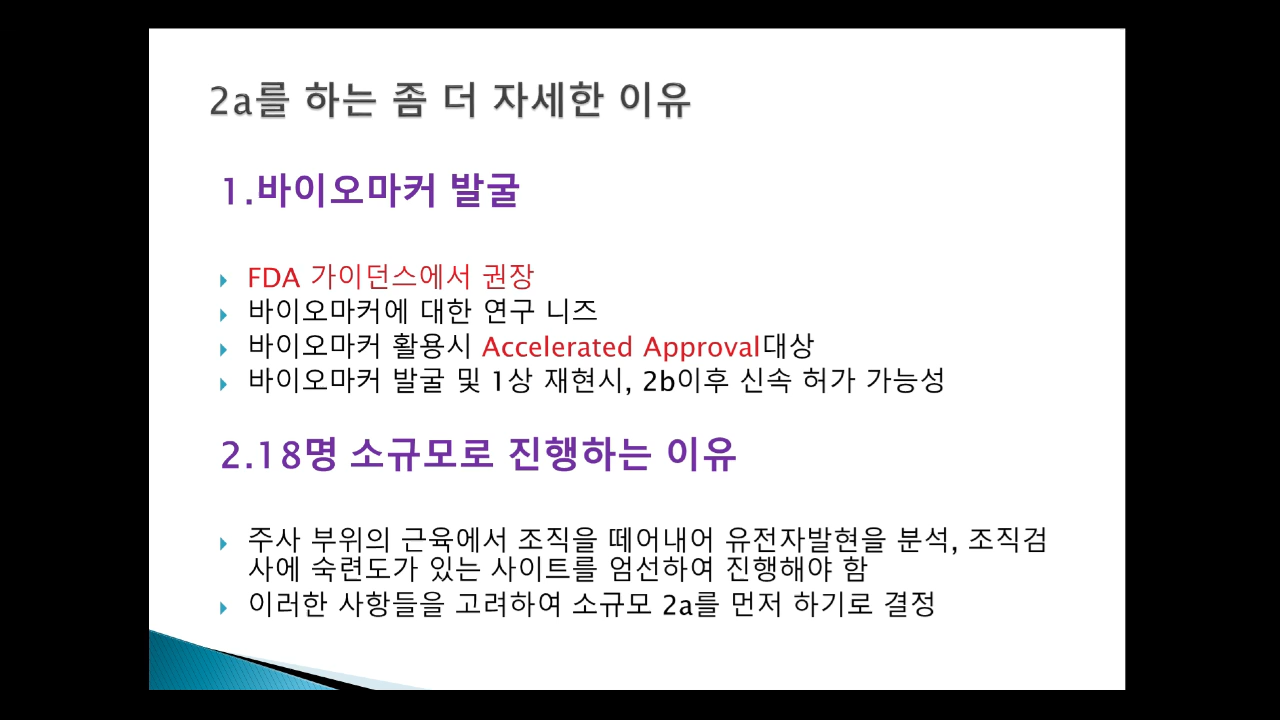 2a를 하는 좀 더 자세한 이유
1.바이오마커 발굴
FDA 가이던스에서 권장
바이오마커에 대한 연구 니즈
바이오마커 활용시 Accelerated Approval대상
바이오마커 발굴 및 1상 재현시, 2b이후 신속 허가 가능성
2.18명 소규모로 진행하는 이유
주사 부위의 근육에서 조직을 떼어내어 유전자발현을 분석, 조직검
사에 숙련도가 있는 사이트를 엄선하여 진행해야 함
이러한 사항들을 고려하여 소규모 2a를 먼저 하기로 결정